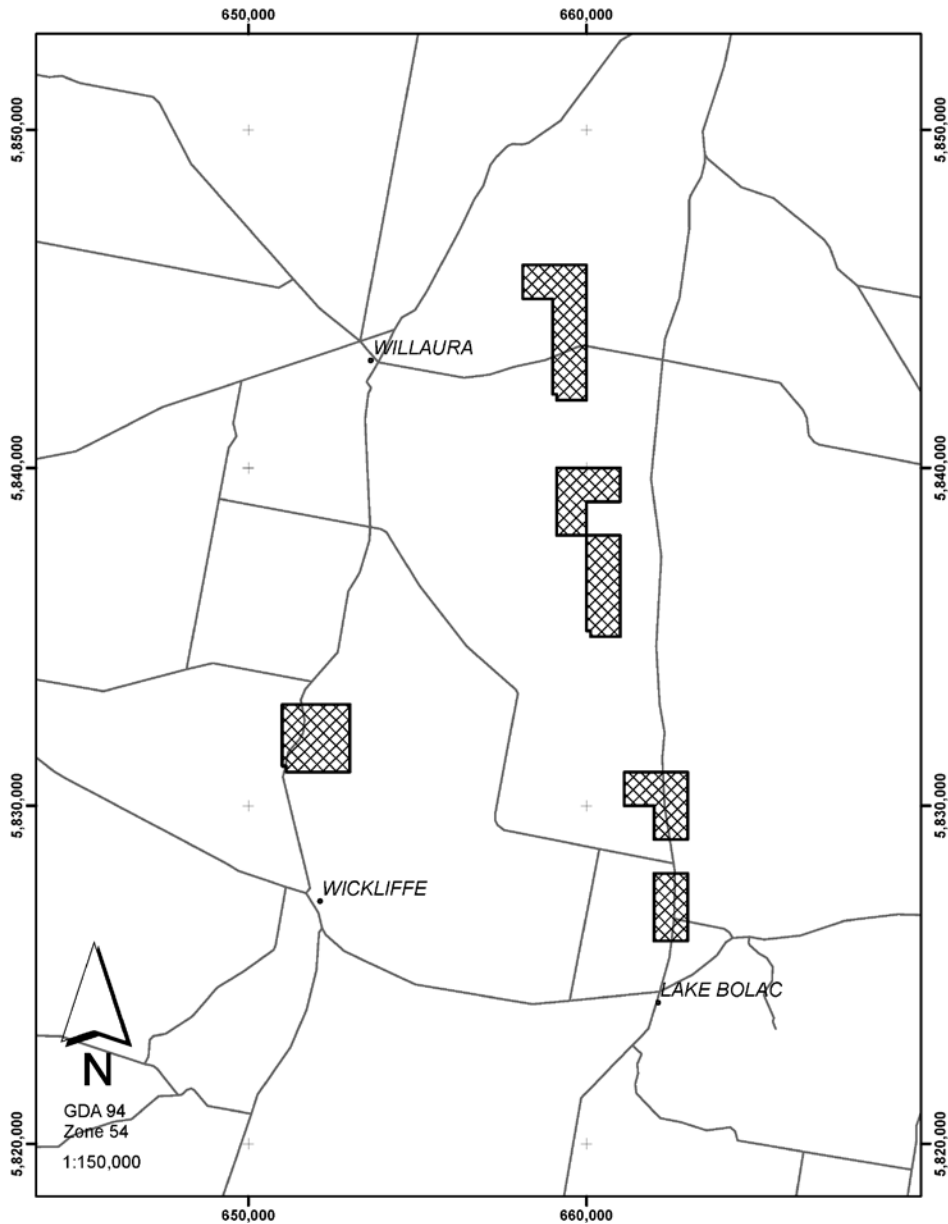 650,000
660,000
5,850,000
5,850,000
WILLAURA
5,840,000
5,840,000
5,830,000
5,830,000
WICKLIFFE
LAKE BOLAC
N
GDA 94
Zone 54
1:150,000
5,820,000
5,820,000
650,000
660,000